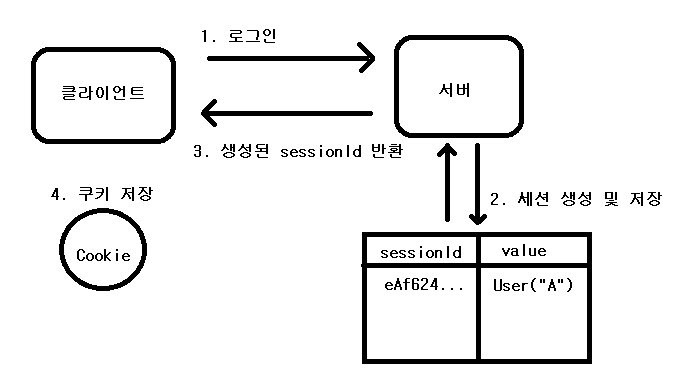 1. 로그인
클라이언트
서버
3. 생성된 sessionId 반환
4. 쿠키 저장
Cookie
2. 세션 생성 및 저장
sessionId value
eAf624... User("A")